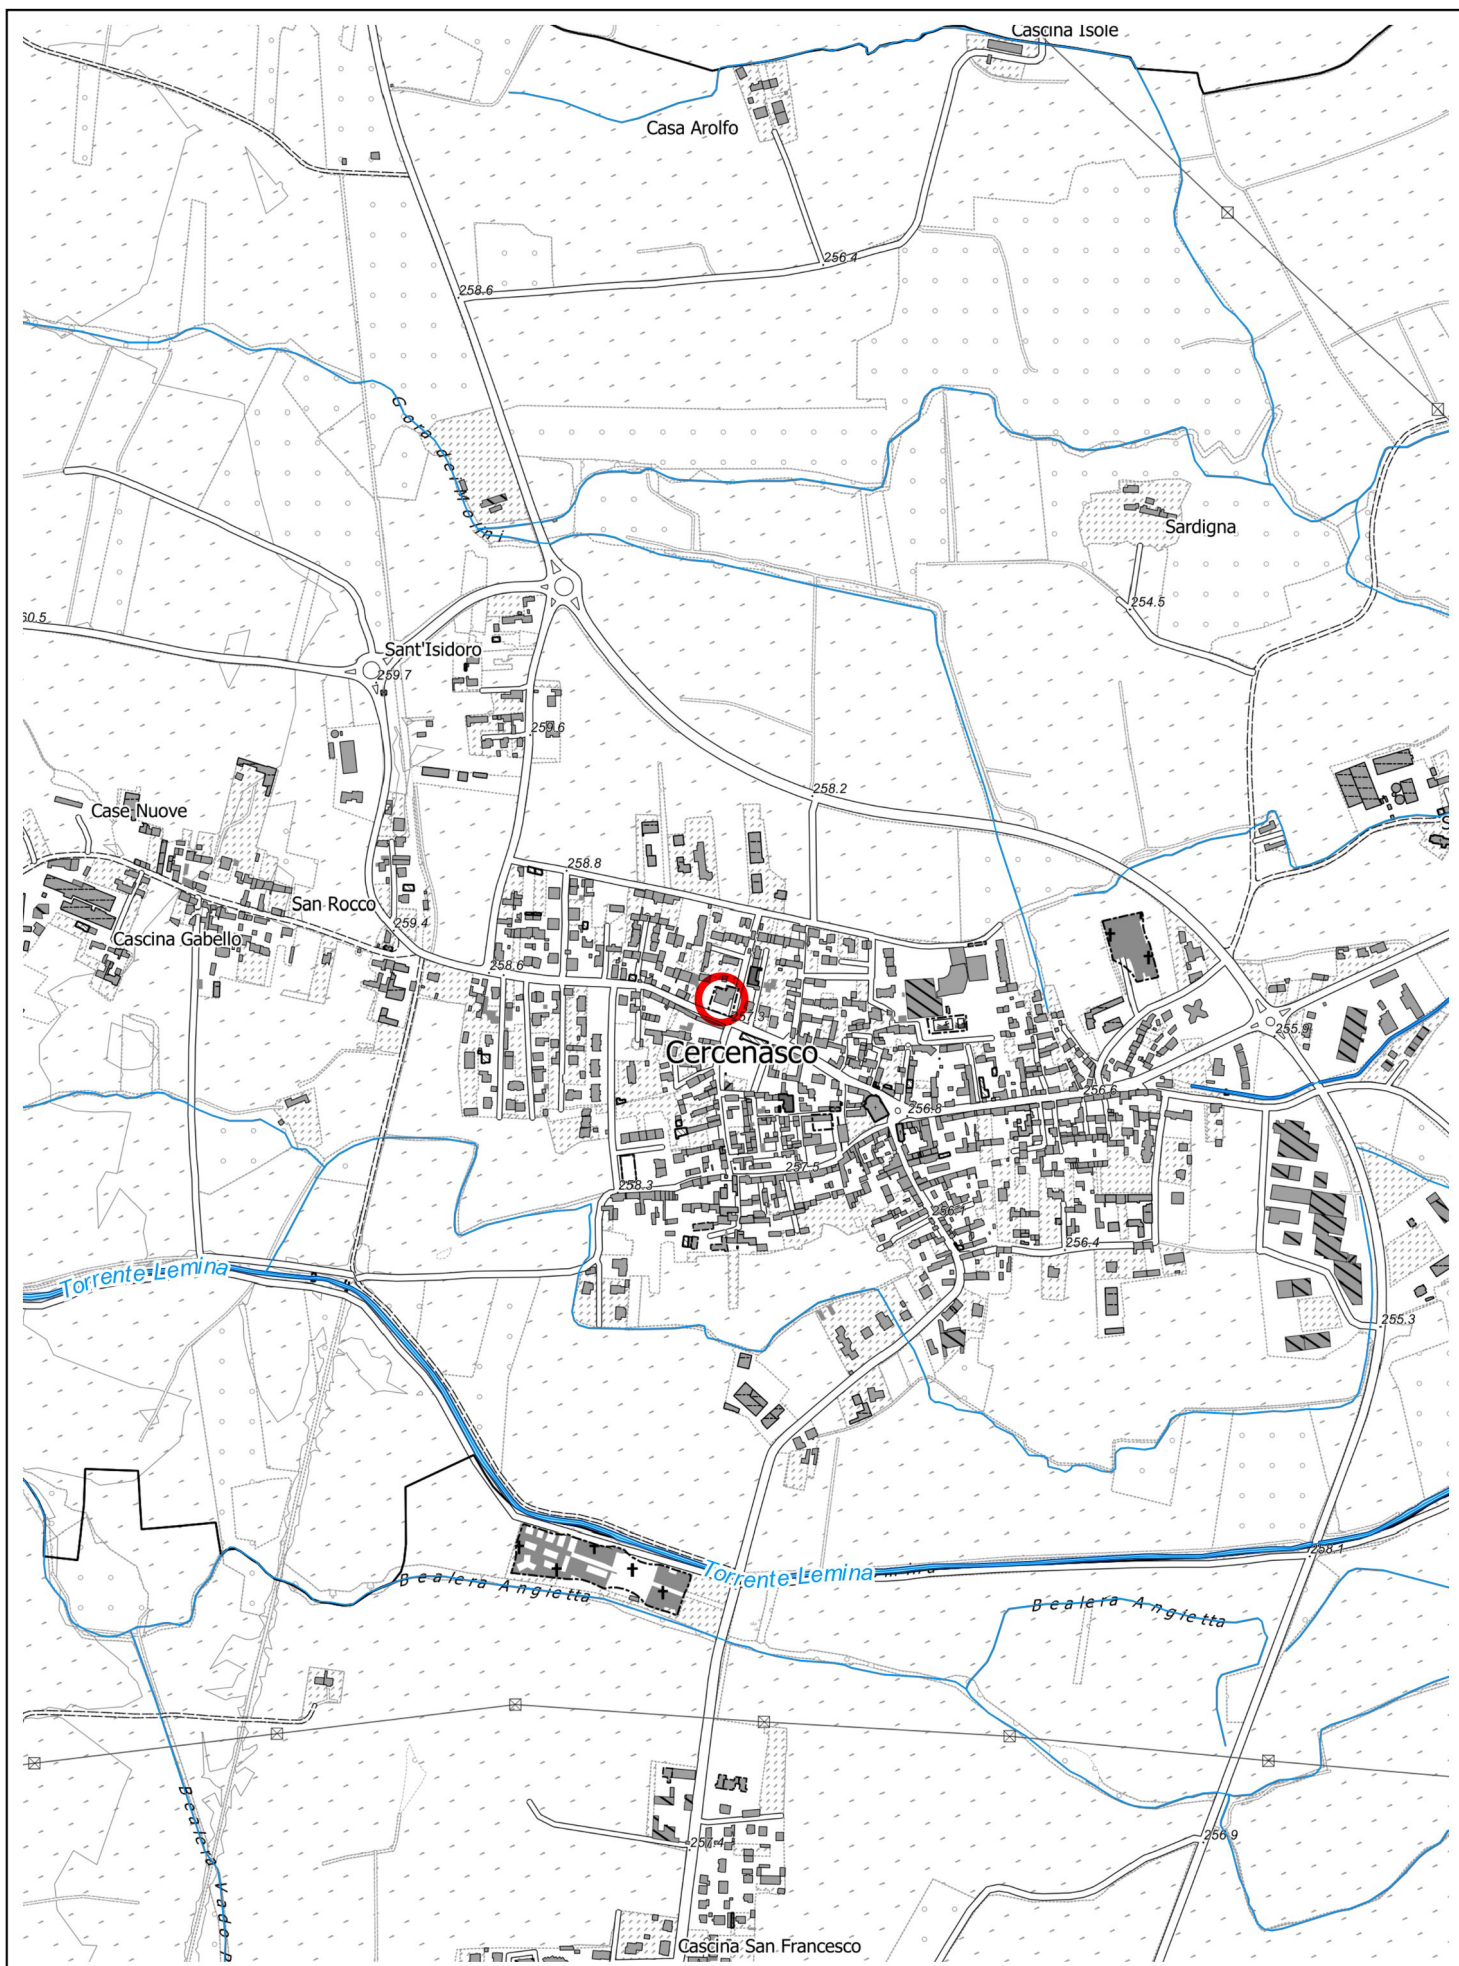 Cascina Isole
Casa Arolfo
256.4
258.6
Gora dei Molini
Sardigna
254.5
60.5
Sant'Isidoro
259.7
259.6
258.2
Case Nuove
258.8
San Rocco
259.4
Cascina Gabello
258.6
257.3
255.9
Cercenasco
256.6
256.8
257.5
258.3
256.1
256.4
Torrente Lemina
255.3
258.1
Torrente Lemina
Bealera Angietta
Bealera Angietta
Bealera Vado
257.4
256.9
Cascina San Francesco